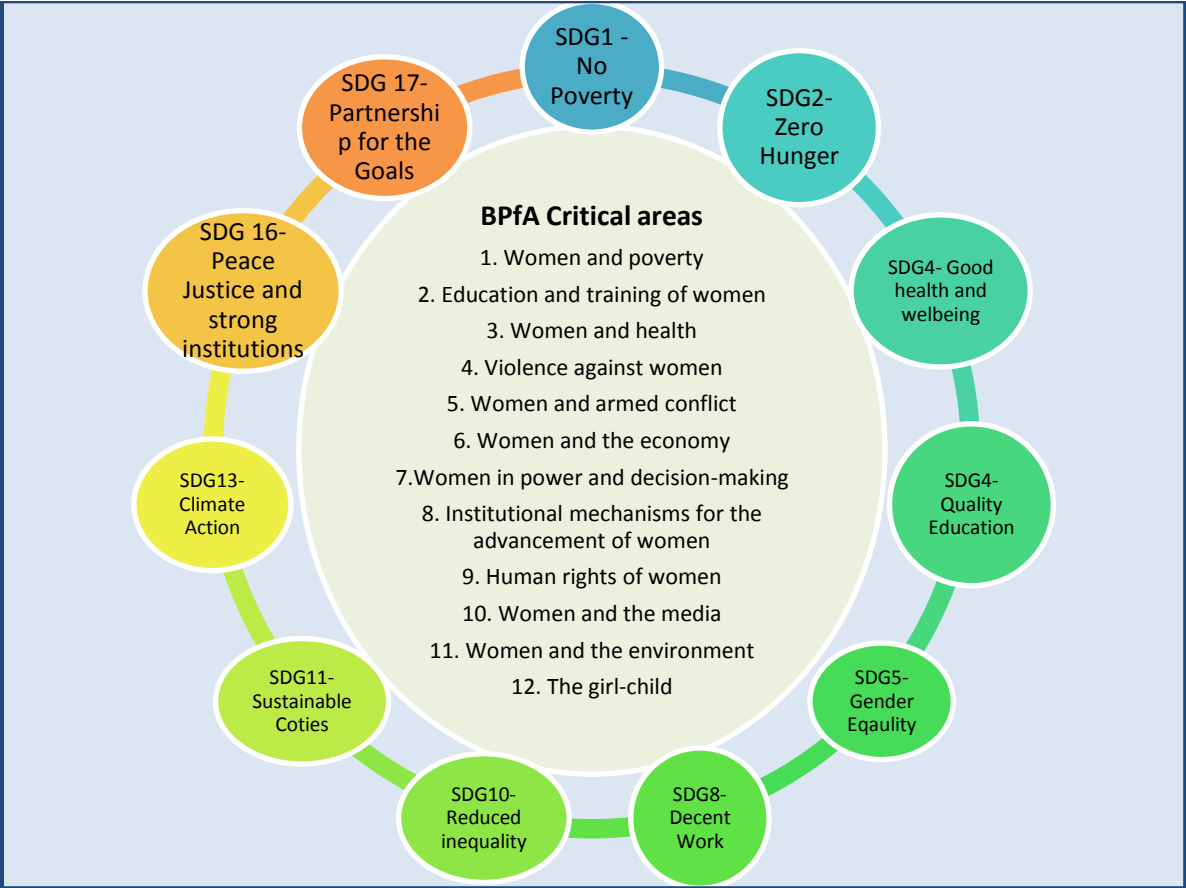 SDG1 -
No
Poverty
SDG2-
Zero
Hunger
SDG4- Good
health and
welbeing
SDG4-
Quality
Education
SDG5-
Gender
Eqaulity
SDG8-
Decent
Work
SDG10-
Reduced
inequality
SDG11-
Sustainable
Coties
SDG13-
Climate
Action
SDG 16-
Peace
Justice and
strong
institutions
SDG 17-
Partnershi
p for the
Goals
BPfA Critical areas
1. Women and poverty
2. Education and training of women
3. Women and health
4. Violence against women
5. Women and armed conflict
6. Women and the economy
7.Women in power and decision-making
8. Institutional mechanisms for the
advancement of women
9. Human rights of women
10. Women and the media
11. Women and the environment
12. The girl-child